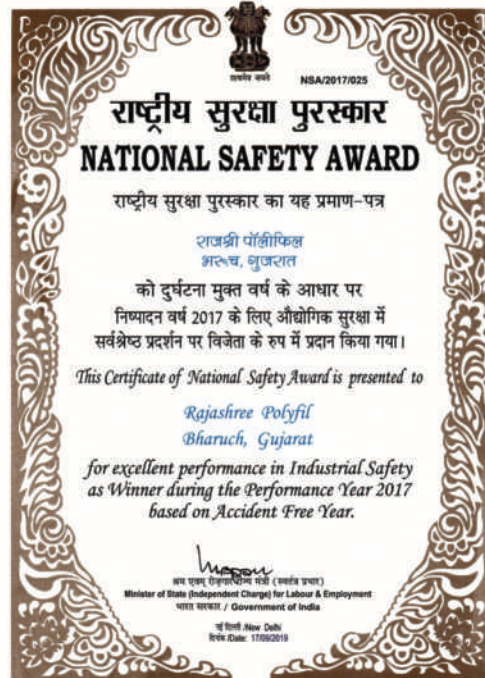 सत्यमेव जयते
NSA/2017/025
राष्ट्रीय सुरक्षा पुरस्कार
NATIONAL SAFETY AWARD
राष्ट्रीय सुरक्षा पुरस्कार का यह प्रमाण-पत्र
राजश्री पॉलीफिल
भरूच, गुजरात
को दुर्घटना मुक्त वर्ष के आधार पर
निष्पादन वर्ष 2017 के लिए औद्योगिक सुरक्षा में
सर्वश्रेष्ठ प्रदर्शन पर विजेता के रुप में प्रदान किया गया।
This Certificate of National Safety Award is presented to
Rajashree Polyfil
Bharuch, Gujarat
for excellent performance in Industrial Safety
as Winner during the Performance Year 2017
based on Accident Free Year.
श्रम एवम् मंत्री (स्वतंत्र प्रभार)
Minister of State (Independent Charge) for Labour & Employment
भारत सरकार / Government of India
नई दिल्ली /New Delhi
दिनांक /Date: 17/09/2019